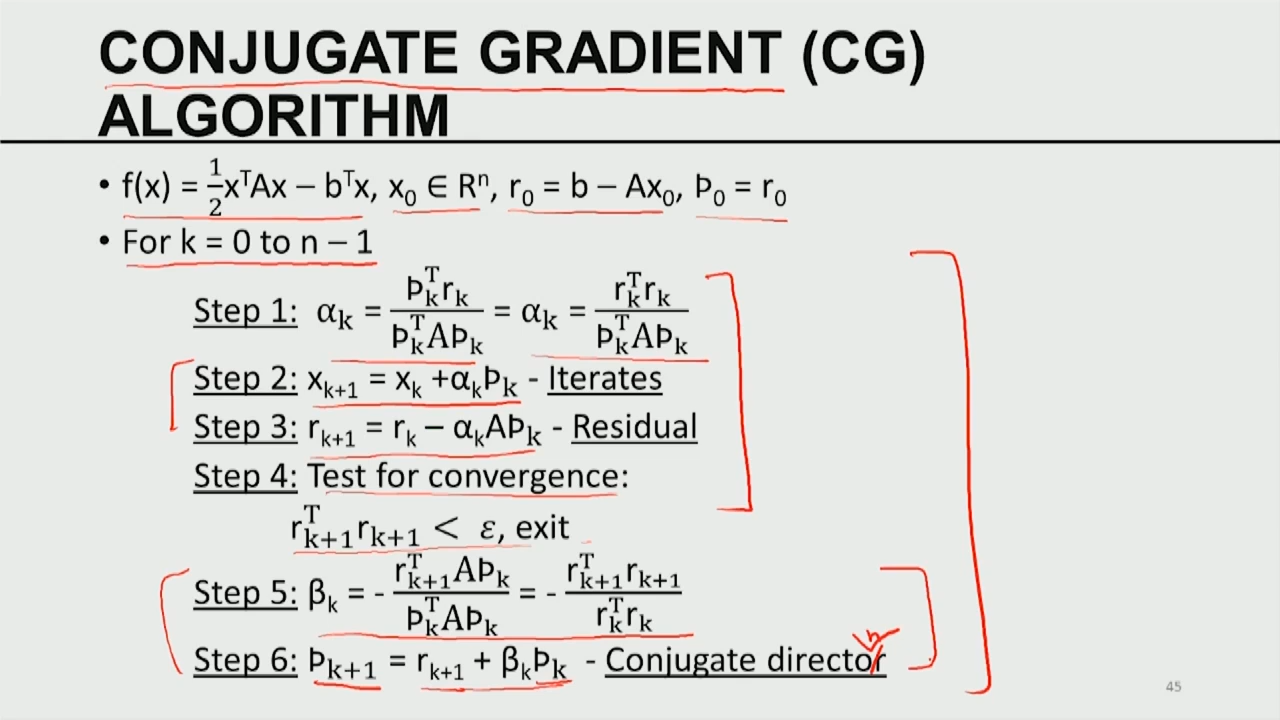 CONJUGATE GRADIENT (CG)
ALGORITHM
• f(x) = 1/2 xᵀAx – bᵀx, x₀ ∈ Rⁿ, r₀ = b – Ax₀, Þ₀ = r₀
• For k = 0 to n – 1
Step 1: αₖ = Þₖᵀrₖ / ÞₖᵀAÞₖ = αₖ = rₖᵀrₖ / ÞₖᵀAÞₖ
Step 2: xₖ₊₁ = xₖ +αₖÞₖ - Iterates
Step 3: rₖ₊₁ = rₖ – αₖAÞₖ - Residual
Step 4: Test for convergence:
rₖ₊₁ᵀrₖ₊₁ < ε, exit
Step 5: βₖ = - rₖ₊₁ᵀAÞₖ / ÞₖᵀAÞₖ = - rₖ₊₁ᵀrₖ₊₁ / rₖᵀrₖ
Step 6: Þₖ₊₁ = rₖ₊₁ + βₖÞₖ - Conjugate director
45